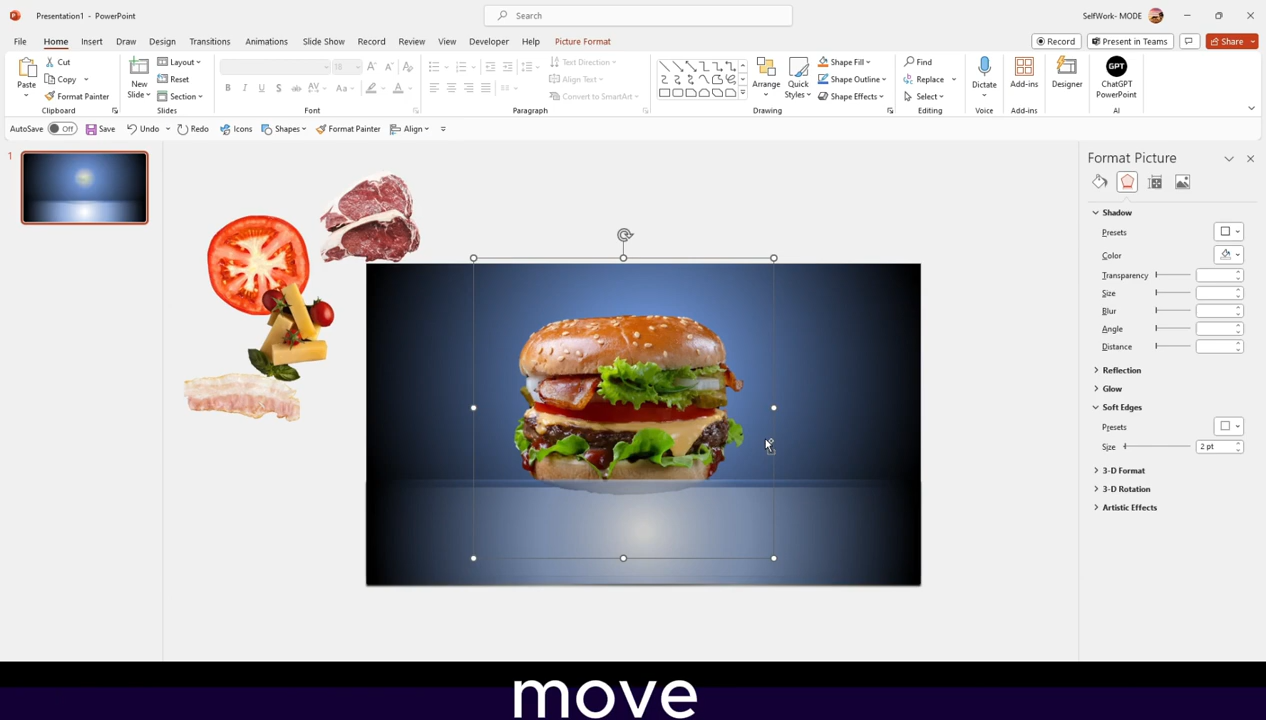 Presentation1 - PowerPoint
Search
SelfWork- MODE
File Home Insert Draw Design Transitions Animations Slide Show Record Review View Developer Help Picture Format
Record Present in Teams Share
Paste
Cut
Copy
Format Painter
Clipboard
New
Slide
Layout
Reset
Section
Slides
18
Font
Paragraph
Text Direction
Align Text
Convert to SmartArt
Arrange
Quick
Styles
Shape Fill
Shape Outline
Shape Effects
Drawing
Find
Replace
Select
Editing
Dictate
Voice
Add-ins
Add-ins
Designer
GPT
ChatGPT
PowerPoint
AI
AutoSave Off Save Undo Redo Icons Shapes Format Painter Align
1
Format Picture
Shadow
Presets
Color
Transparency
Size
Blur
Angle
Distance
Reflection
Glow
Soft Edges
Presets
Size 2 pt
3-D Format
3-D Rotation
Artistic Effects
move